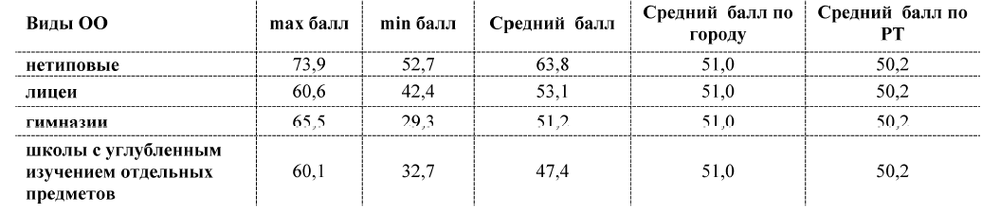 Виды ОО max балл min балл Средний балл Средний балл по городу Средний балл по РТ
нетиповые 73,9 52,7 63,8 51,0 50,2
лицеи 60,6 42,4 53,1 51,0 50,2
гимназии 65,5 29,3 51,2 51,0 50,2
школы с углубленным
изучением отдельных 60,1 32,7 47,4 51,0 50,2
предметов